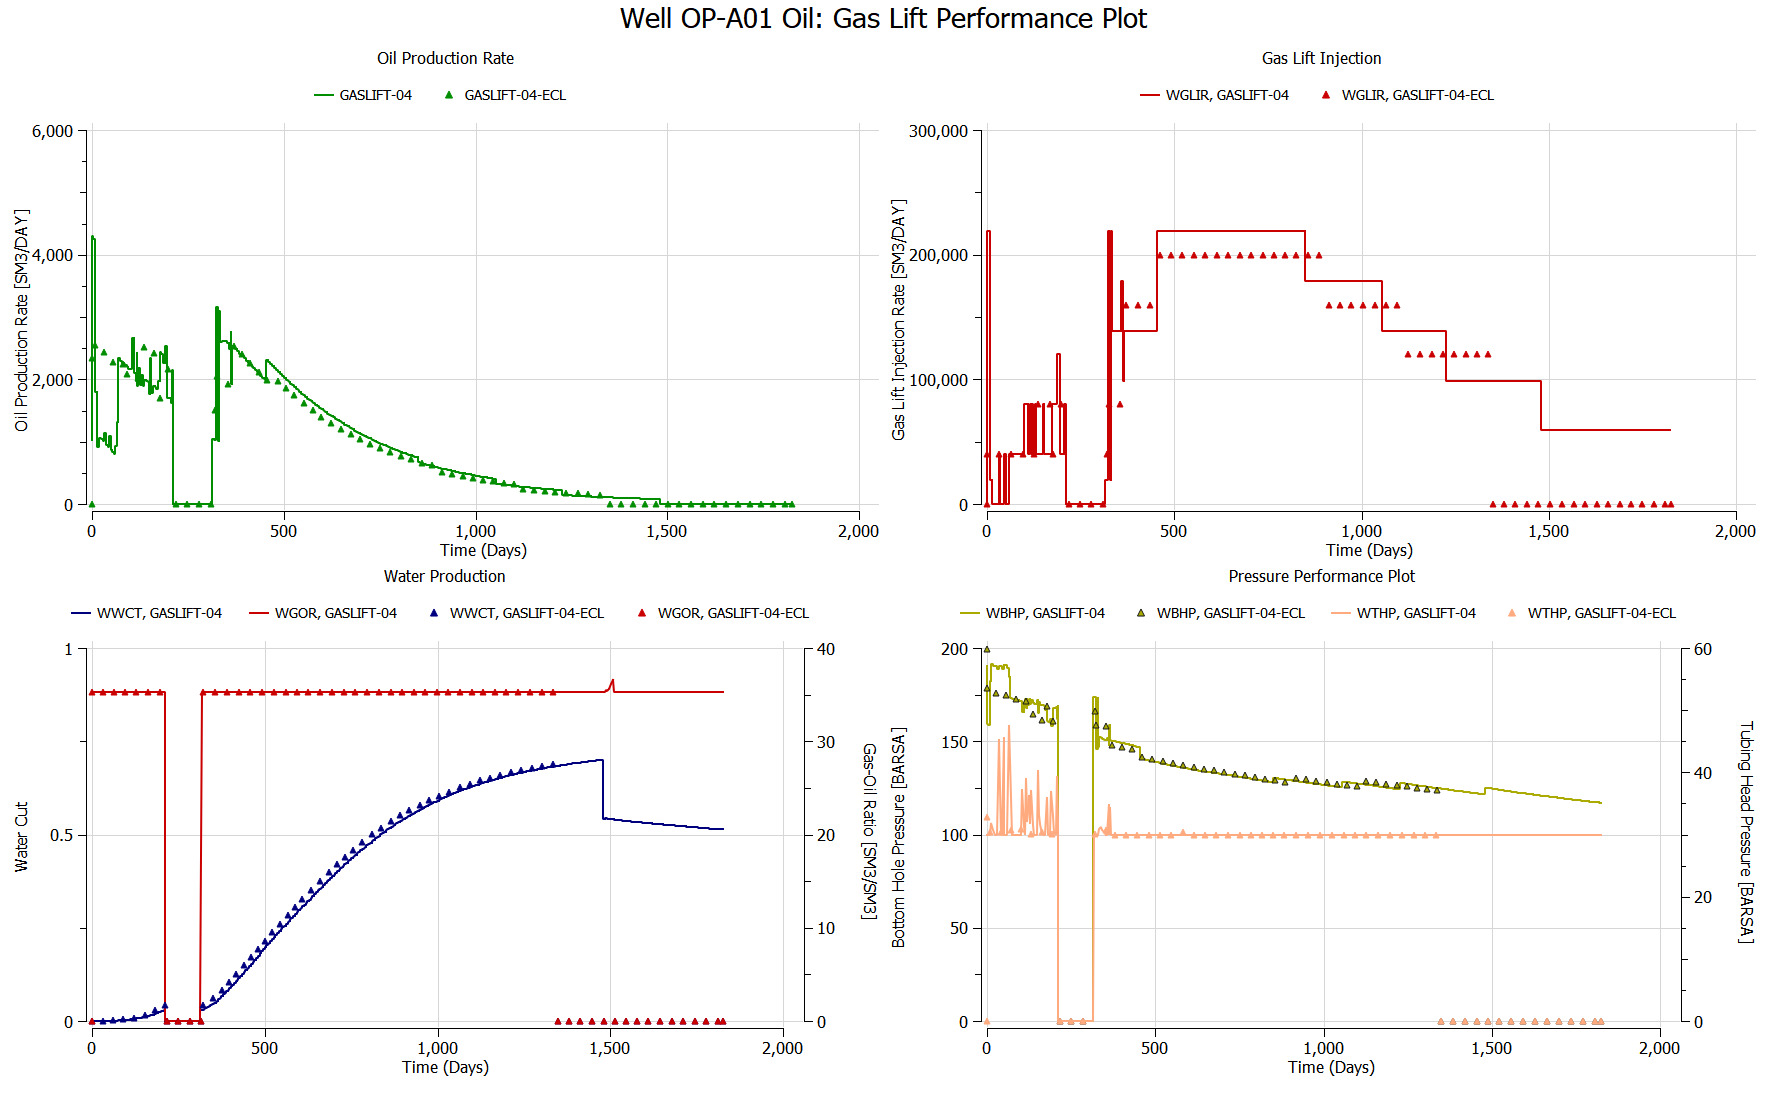 Well OP-A01 Oil: Gas Lift Performance Plot
Oil Production Rate
GASLIFT-04 GASLIFT-04-ECL
6,000
4,000
2,000
0
Oil Production Rate [SM3/DAY]
0 500 1,000 1,500 2,000
Time (Days)
Gas Lift Injection
WGLIR, GASLIFT-04 WGLIR, GASLIFT-04-ECL
300,000
200,000
100,000
0
Gas Lift Injection Rate [SM3/DAY]
0 500 1,000 1,500 2,000
Time (Days)
Water Production
WWCT, GASLIFT-04 WGOR, GASLIFT-04 WWCT, GASLIFT-04-ECL WGOR, GASLIFT-04-ECL
1
0.5
0
Water Cut
40
30
20
10
0
Gas-Oil Ratio [SM3/SM3]
0 500 1,000 1,500 2,000
Time (Days)
Pressure Performance Plot
WBHP, GASLIFT-04 WBHP, GASLIFT-04-ECL WTHP, GASLIFT-04 WTHP, GASLIFT-04-ECL
200
150
100
50
0
Bottom Hole Pressure [BARSA]
60
40
20
0
Tubing Head Pressure [BARSA]
0 500 1,000 1,500 2,000
Time (Days)